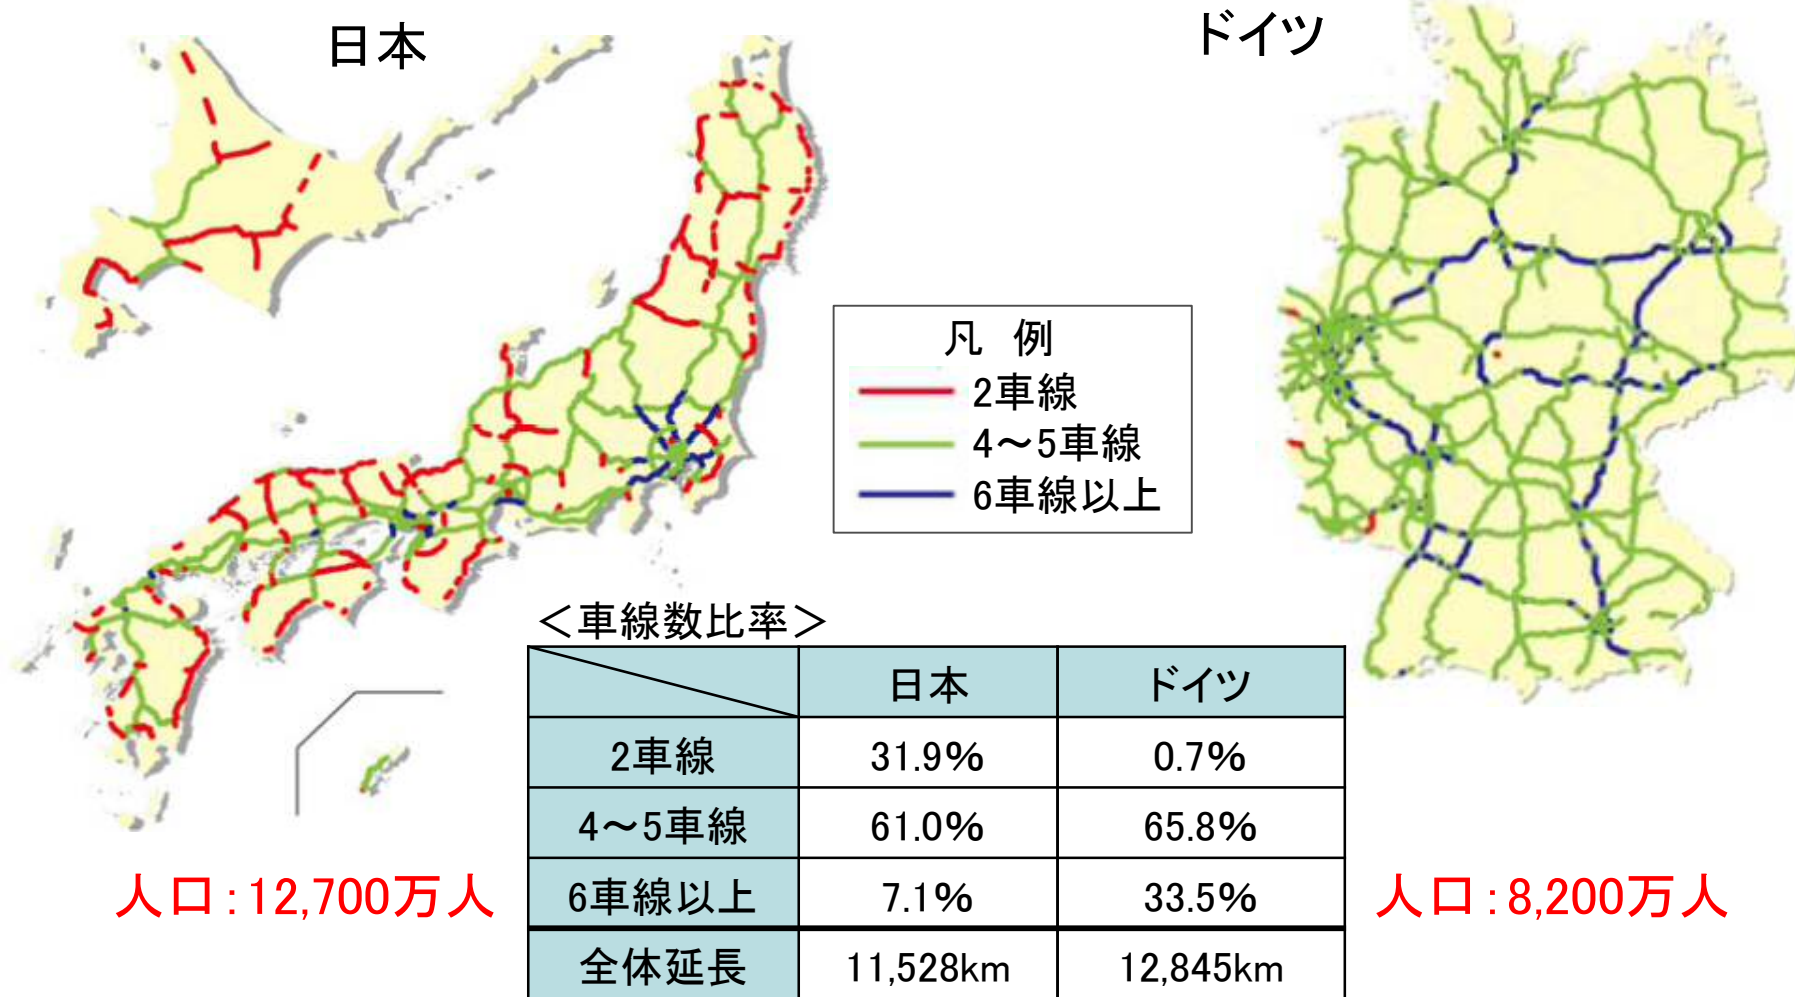 日本
ドイツ
凡 例
2車線
4～5車線
6車線以上
＜車線数比率＞
日本 ドイツ
2車線 31.9% 0.7%
4～5車線 61.0% 65.8%
6車線以上 7.1% 33.5%
全体延長 11,528km 12,845km
人口：12,700万人
人口：8,200万人